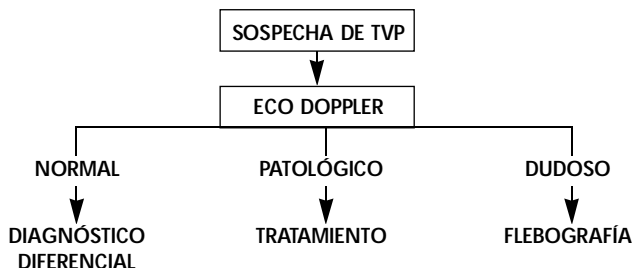 SOSPECHA DE TVP
ECO DOPPLER
NORMAL
PATOLÓGICO
DUDOSO
DIAGNÓSTICO
DIFERENCIAL
TRATAMIENTO
FLEBOGRAFÍA